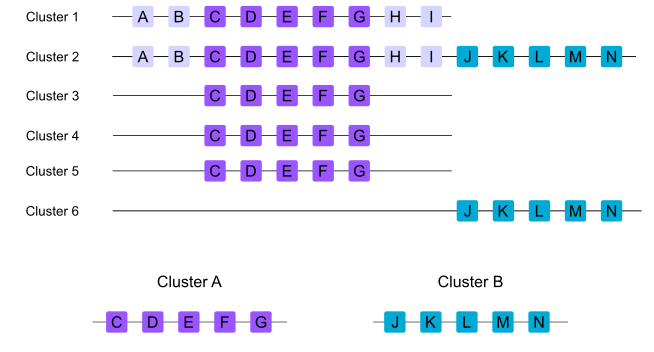 Cluster 1 A B C D E F G H I
Cluster 2 A B C D E F G H I J K L M N
Cluster 3 C D E F G
Cluster 4 C D E F G
Cluster 5 C D E F G
Cluster 6 J K L M N
Cluster A Cluster B
C D E F G J K L M N